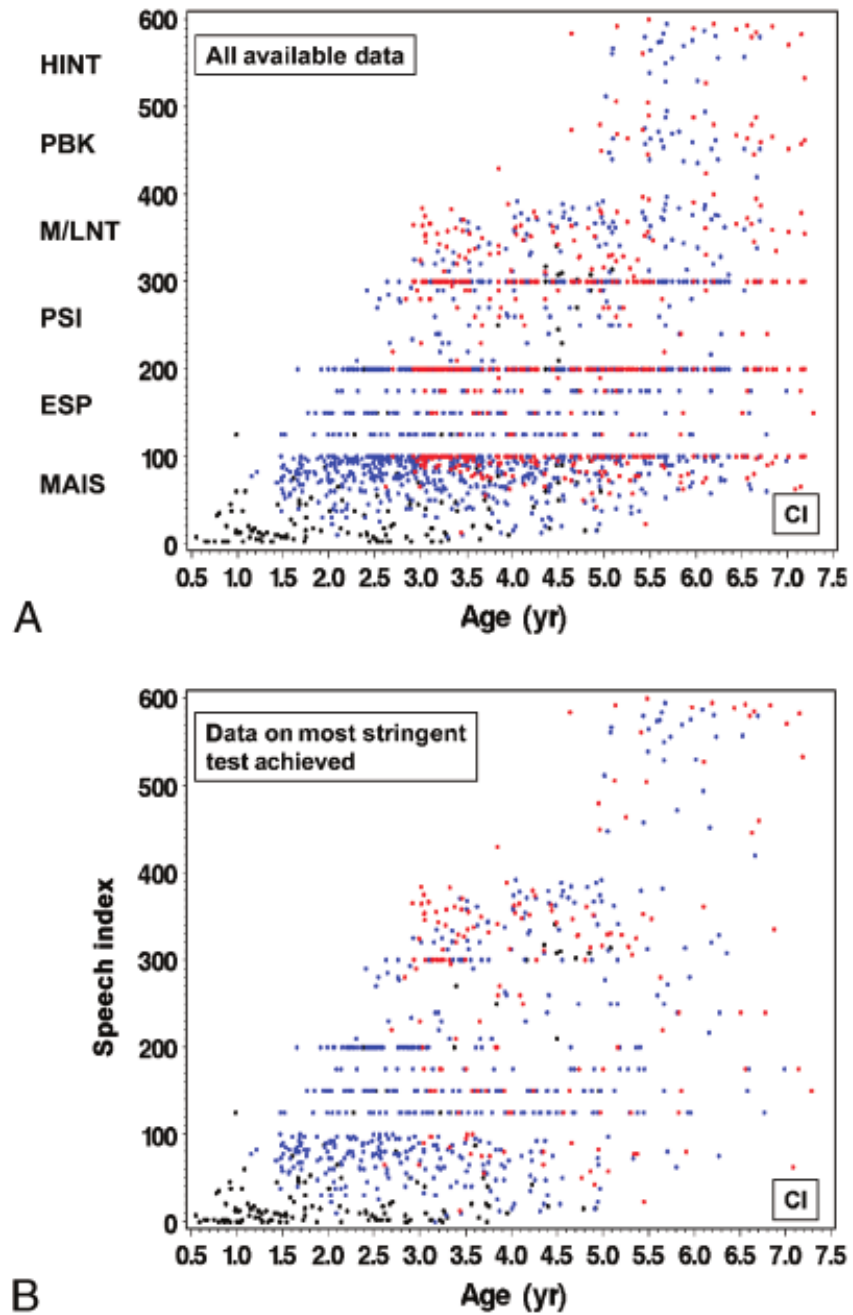 600
All available data
HINT
500
PBK
400
M/LNT
300
PSI
200
ESP
100
MAIS
CI
0
0.5 1.0 1.5 2.0 2.5 3.0 3.5 4.0 4.5 5.0 5.5 6.0 6.5 7.0 7.5
A
Age (yr)
600
Data on most stringent
test achieved
500
400
Speech index
300
200
100
CI
0
0.5 1.0 1.5 2.0 2.5 3.0 3.5 4.0 4.5 5.0 5.5 6.0 6.5 7.0 7.5
B
Age (yr)